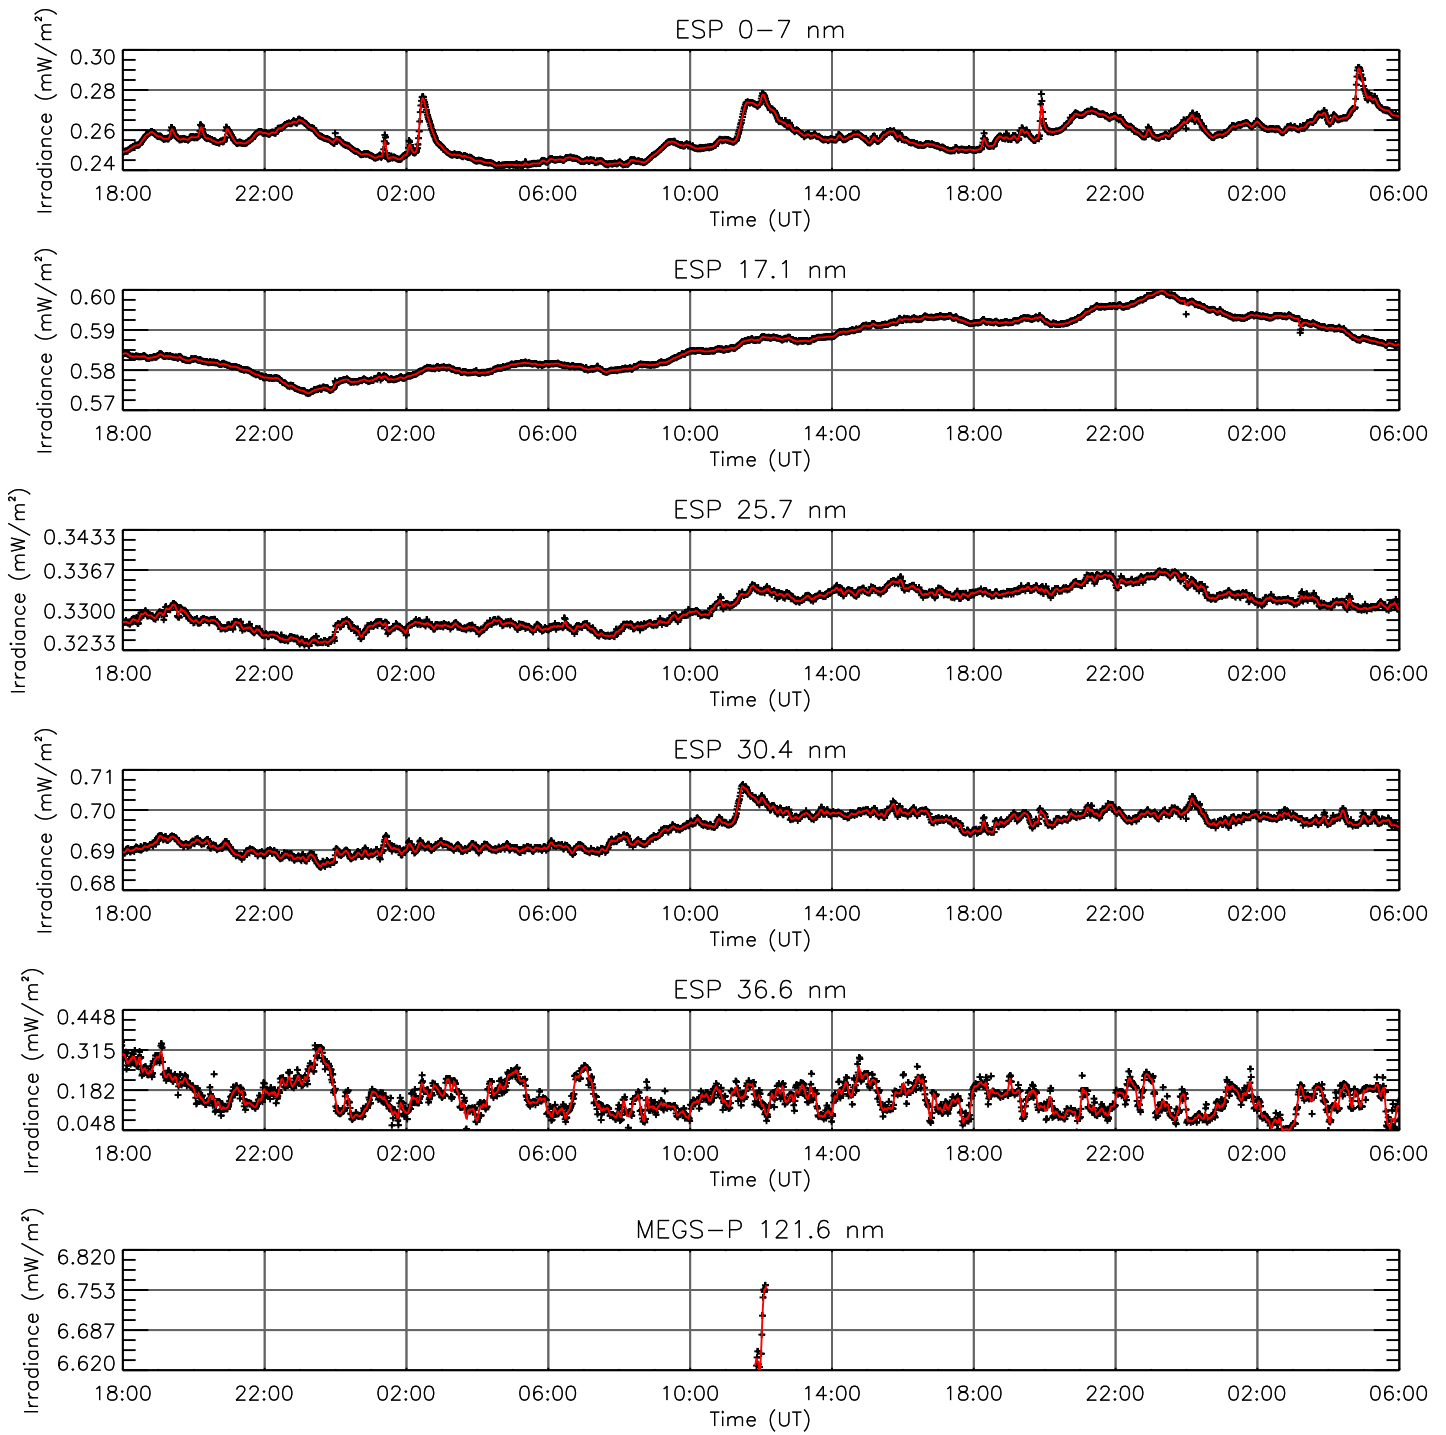 ESP 0-7 nm
Irradiance (mW/m²)
0.30
0.28
0.26
0.24
18:00 22:00 02:00 06:00 10:00 14:00 18:00 22:00 02:00 06:00
Time (UT)
ESP 17.1 nm
Irradiance (mW/m²)
0.60
0.59
0.58
0.57
18:00 22:00 02:00 06:00 10:00 14:00 18:00 22:00 02:00 06:00
Time (UT)
ESP 25.7 nm
Irradiance (mW/m²)
0.3433
0.3367
0.3300
0.3233
18:00 22:00 02:00 06:00 10:00 14:00 18:00 22:00 02:00 06:00
Time (UT)
ESP 30.4 nm
Irradiance (mW/m²)
0.71
0.70
0.69
0.68
18:00 22:00 02:00 06:00 10:00 14:00 18:00 22:00 02:00 06:00
Time (UT)
ESP 36.6 nm
Irradiance (mW/m²)
0.448
0.315
0.182
0.048
18:00 22:00 02:00 06:00 10:00 14:00 18:00 22:00 02:00 06:00
Time (UT)
MEGS-P 121.6 nm
Irradiance (mW/m²)
6.820
6.753
6.687
6.620
18:00 22:00 02:00 06:00 10:00 14:00 18:00 22:00 02:00 06:00
Time (UT)